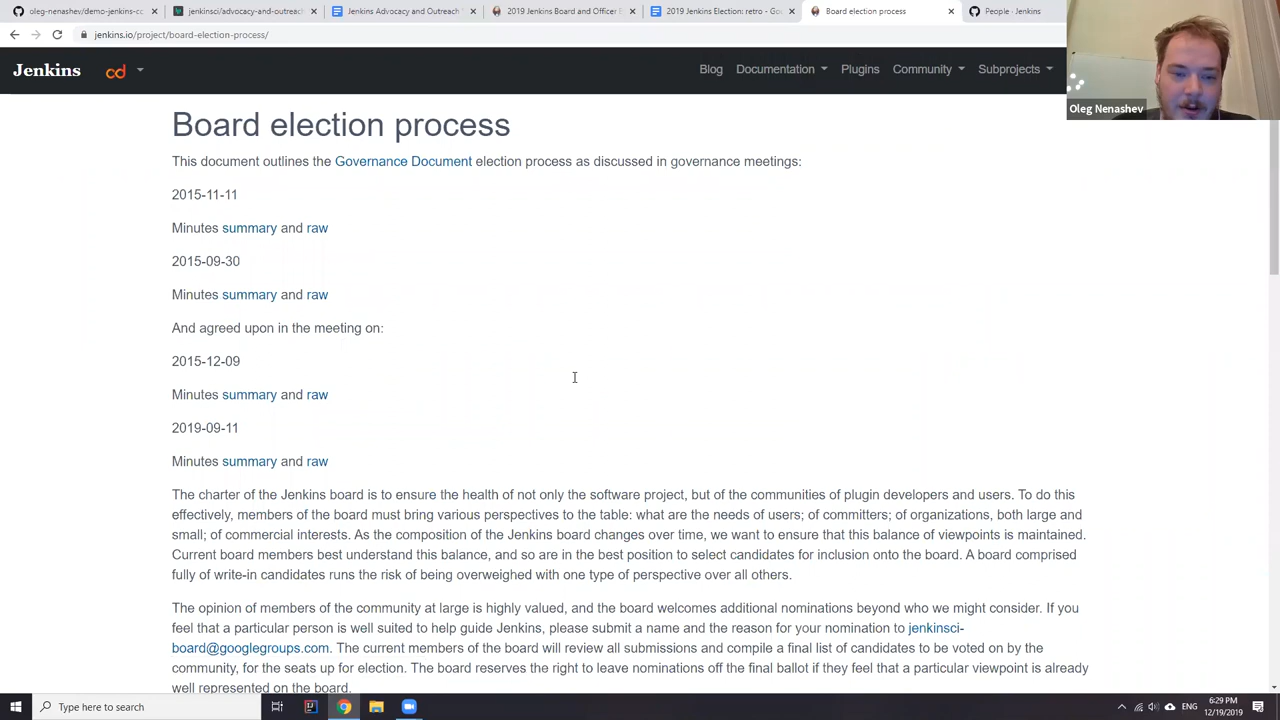 oleg-nenashev/demo-jenkins-cc
jenkinsci/advocacy-and-outreach
Jenkins Advocacy and Outreach
2019 Jenkins Board and Officer E
2019 Jenkins Election: retro - Go
Board election process
People · Jenkins
jenkins.io/project/board-election-process/
Jenkins
cd
Blog
Documentation
Plugins
Community
Subprojects
Oleg Nenashev
Board election process
This document outlines the Governance Document election process as discussed in governance meetings:
2015-11-11
Minutes summary and raw
2015-09-30
Minutes summary and raw
And agreed upon in the meeting on:
2015-12-09
Minutes summary and raw
2019-09-11
Minutes summary and raw
The charter of the Jenkins board is to ensure the health of not only the software project, but of the communities of plugin developers and users. To do this
effectively, members of the board must bring various perspectives to the table: what are the needs of users; of committers; of organizations, both large and
small; of commercial interests. As the composition of the Jenkins board changes over time, we want to ensure that this balance of viewpoints is maintained.
Current board members best understand this balance, and so are in the best position to select candidates for inclusion onto the board. A board comprised
fully of write-in candidates runs the risk of being overweighed with one type of perspective over all others.
The opinion of members of the community at large is highly valued, and the board welcomes additional nominations beyond who we might consider. If you
feel that a particular person is well suited to help guide Jenkins, please submit a name and the reason for your nomination to jenkinsci-
board@googlegroups.com. The current members of the board will review all submissions and compile a final list of candidates to be voted on by the
community, for the seats up for election. The board reserves the right to leave nominations off the final ballot if they feel that a particular viewpoint is already
well represented on the board.
Type here to search
ENG
6:29 PM
12/19/2019